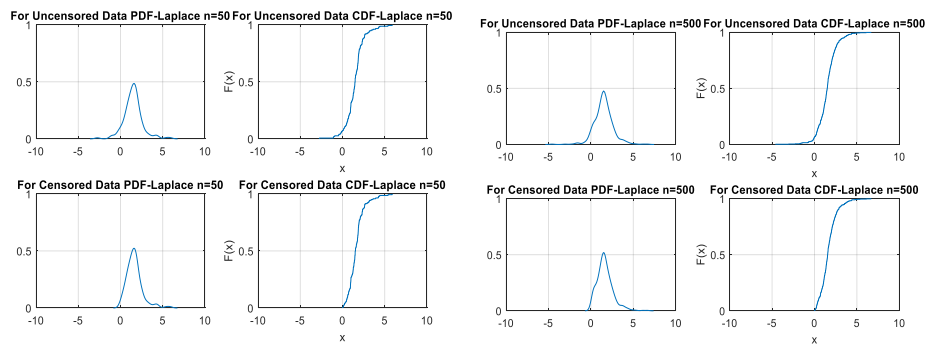 For Uncensored Data PDF-Laplace n=50
1
0.5
0
-10 -5 0 5 10
For Uncensored Data CDF-Laplace n=50
1
0.5
0
F(x)
-10 -5 0 5 10
x
For Censored Data PDF-Laplace n=50
1
0.5
0
-10 -5 0 5 10
For Censored Data CDF-Laplace n=50
1
0.5
0
F(x)
-10 -5 0 5 10
x
For Uncensored Data PDF-Laplace n=500
1
0.5
0
-10 -5 0 5 10
For Uncensored Data CDF-Laplace n=500
1
0.5
0
F(x)
-10 -5 0 5 10
x
For Censored Data PDF-Laplace n=500
1
0.5
0
-10 -5 0 5 10
For Censored Data CDF-Laplace n=500
1
0.5
0
F(x)
-10 -5 0 5 10
x